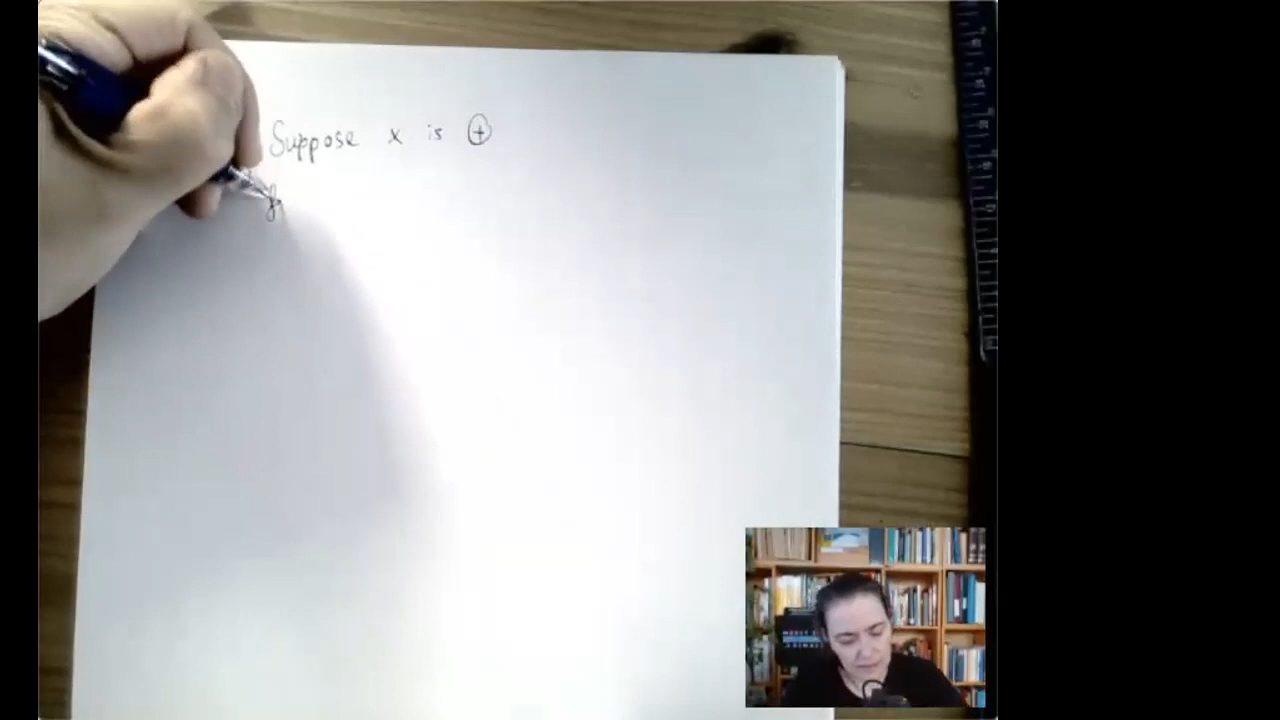 Suppose x is ⊕